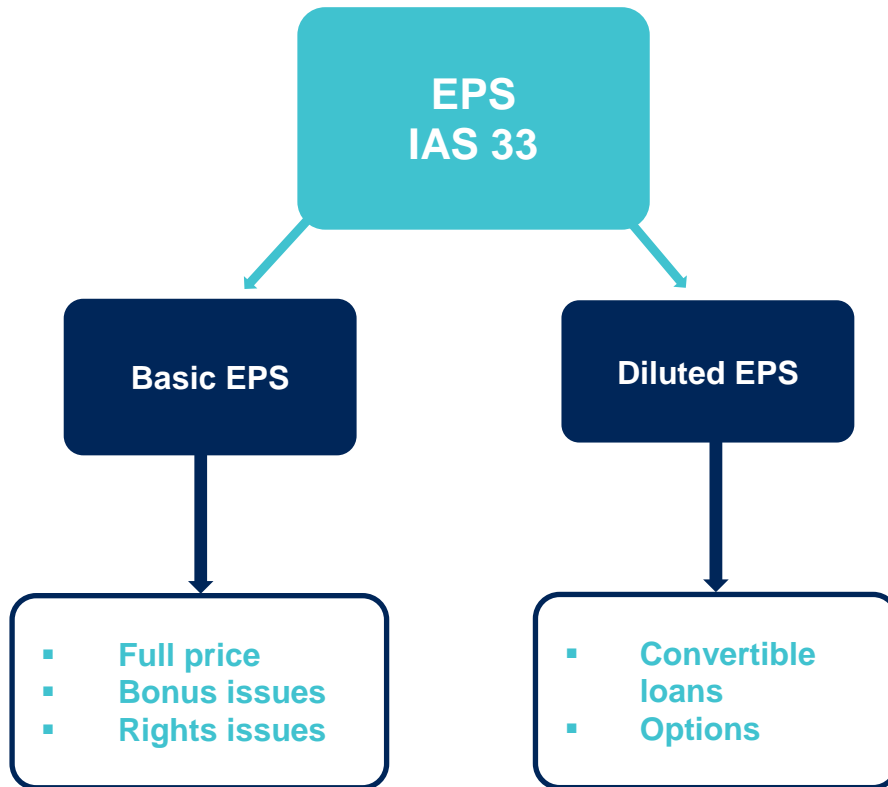 EPS
IAS 33
Basic EPS
Diluted EPS
▪ Full price
▪ Bonus issues
▪ Rights issues
▪ Convertible
loans
▪ Options